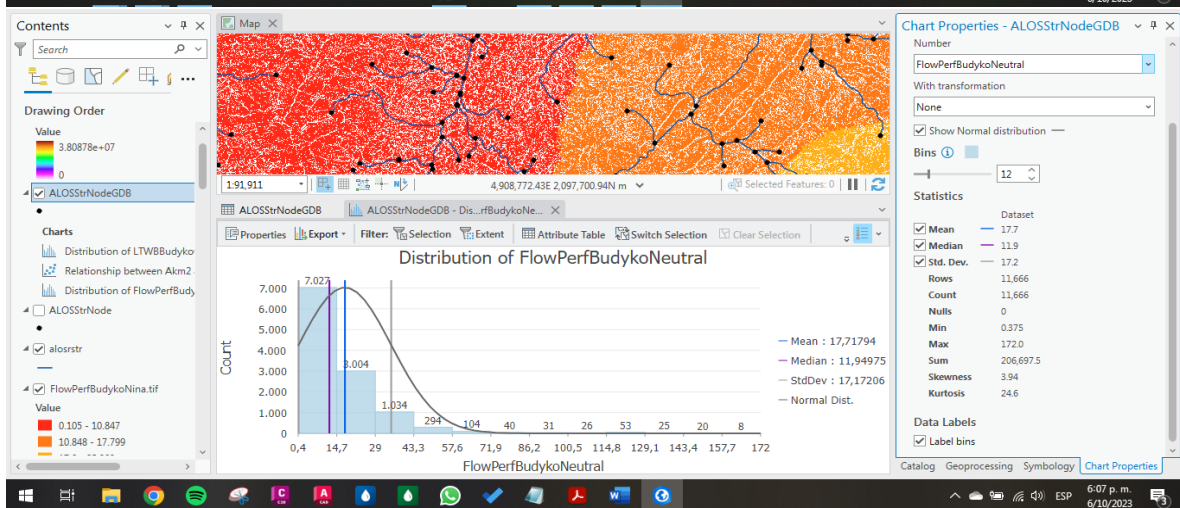 Contents
Search
Drawing Order
Value
3.80878e+07
0
ALOSStrNodeGDB
Charts
Distribution of LTWBBudyko
Relationship between Akm2
Distribution of FlowPerfBudy
ALOSStrNode
alosrstr
FlowPerfBudykoNina.tif
Value
0.105 - 10.847
10.848 - 17.799
Map
1:91,911
4,908,772.43E 2,097,700.94N m
Selected Features: 0
ALOSStrNodeGDB
ALOSStrNodeGDB - Dis...rfBudykoNe...
Properties Export Filter: Selection Extent Attribute Table Switch Selection Clear Selection
Distribution of FlowPerfBudykoNeutral
Count
7.000
6.000
5.000
4.000
3.000
2.000
1.000
0
7.027
3.004
1.034
294
104
40
31
26
53
25
20
8
0,4 14,7 29 43,3 57,6 71,9 86,2 100,5 114,8 129,1 143,4 157,7 172
FlowPerfBudykoNeutral
Mean : 17,71794
Median : 11,94975
StdDev : 17,17206
Normal Dist.
Chart Properties - ALOSStrNodeGDB
Number
FlowPerfBudykoNeutral
With transformation
None
Show Normal distribution
Bins
12
Statistics
Dataset
Mean 17.7
Median 11.9
Std. Dev. 17.2
Rows 11,666
Count 11,666
Nulls 0
Min 0.375
Max 172.0
Sum 206,697.5
Skewness 3.94
Kurtosis 24.6
Data Labels
Label bins
Catalog Geoprocessing Symbology Chart Properties
ESP
6:07 p. m.
6/10/2023
3